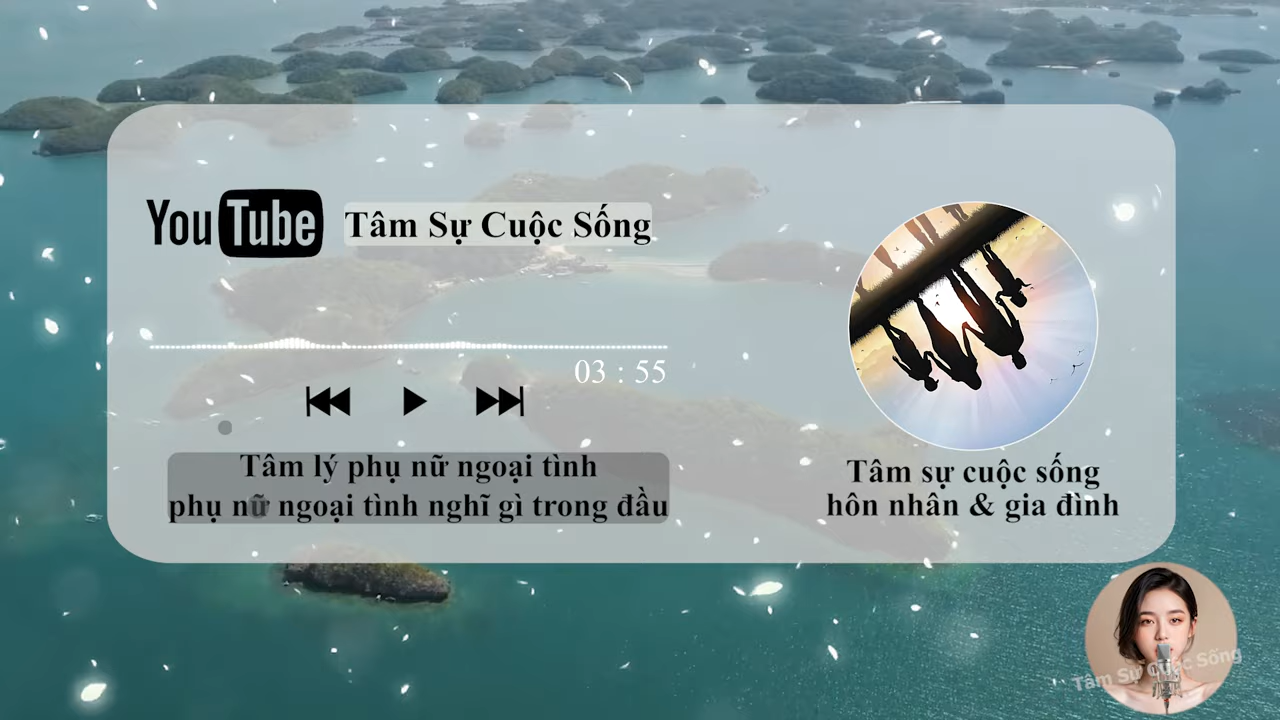 YouTube
Tâm Sự Cuộc Sống
03 : 55
Tâm lý phụ nữ ngoại tình
phụ nữ ngoại tình nghĩ gì trong đầu
Tâm sự cuộc sống
hôn nhân & gia đình
Tâm Sự Cuộc Sống